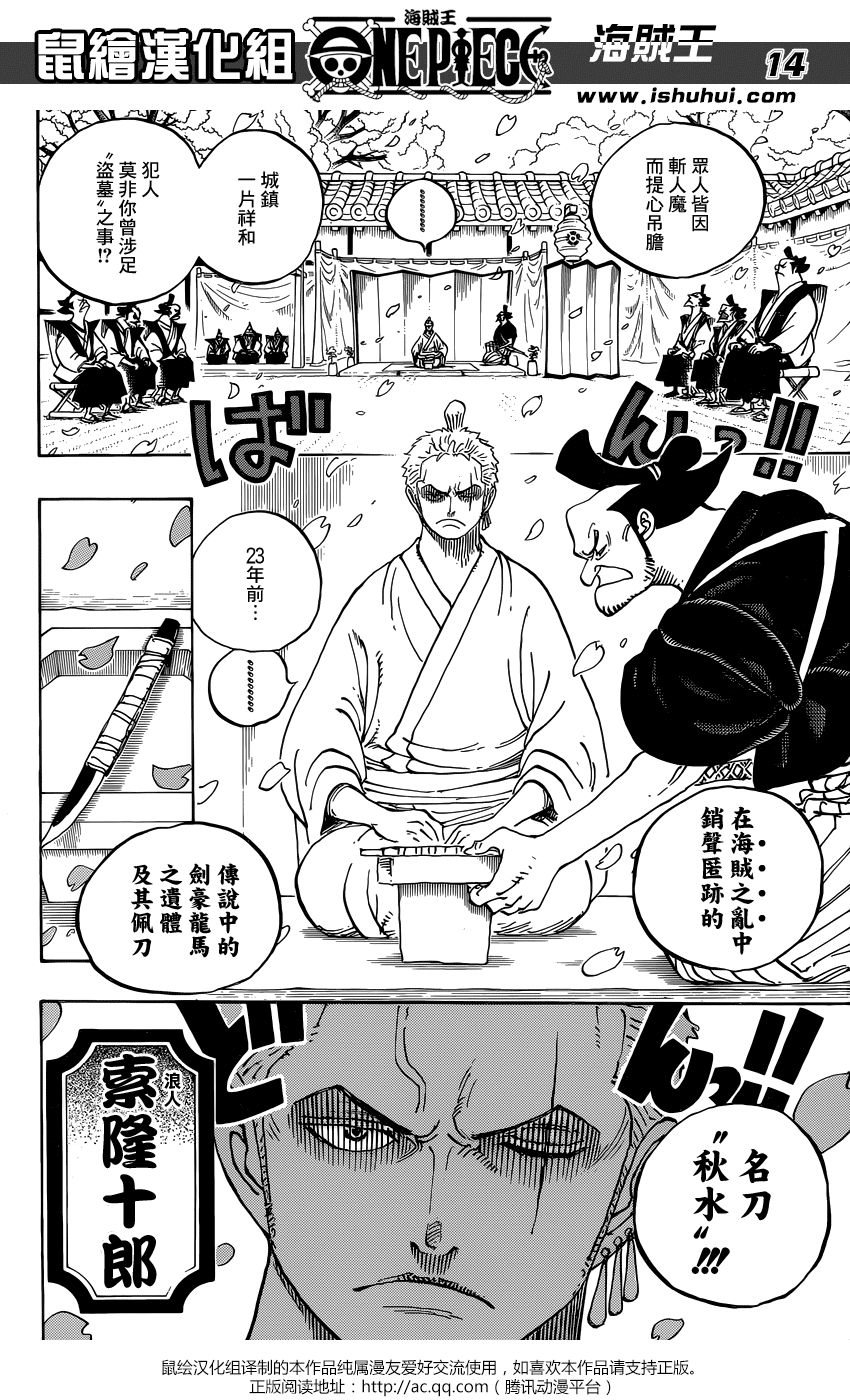 鼠繪漢化組
海賊王
ONE PIECE
海賊王
14
www.ishuhui.com
眾人皆因
斬人魔
而提心吊膽
………
城鎮
一片祥和
犯人
莫非你曾涉足
〝盜墓〞之事!?
ばんっ!!
23
年前…
………
在海賊之亂中
銷聲匿跡的
傳說中的
劍豪龍馬
之遺體
及其佩刀
どんっ!!
名刀
〝秋水〞!!!
浪人
索隆十郎
鼠绘汉化组译制的本作品纯属漫友爱好交流使用，如喜欢本作品请支持正版。
正版阅读地址：http://ac.qq.com（腾讯动漫平台）